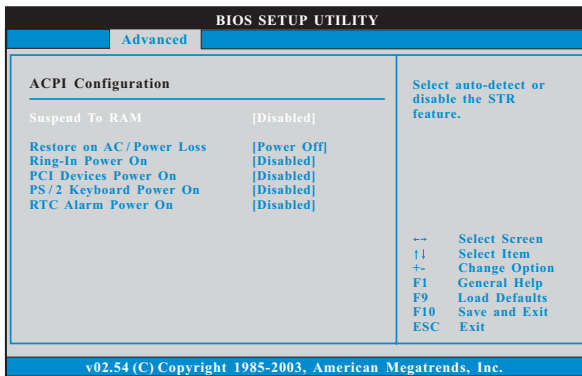 BIOS SETUP UTILITY
Advanced
ACPI Configuration
Suspend To RAM [Disabled]
Restore on AC / Power Loss [Power Off]
Ring-In Power On [Disabled]
PCI Devices Power On [Disabled]
PS / 2 Keyboard Power On [Disabled]
RTC Alarm Power On [Disabled]
Select auto-detect or
disable the STR
feature.
←→ Select Screen
↑↓ Select Item
+- Change Option
F1 General Help
F9 Load Defaults
F10 Save and Exit
ESC Exit
v02.54 (C) Copyright 1985-2003, American Megatrends, Inc.